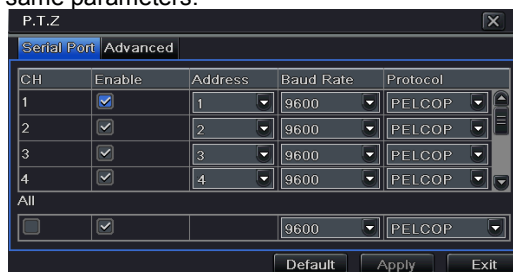 same parameters.
P.T.Z
Serial Port Advanced
CH Enable Address Baud Rate Protocol
1 1 9600 PELCOP
2 2 9600 PELCOP
3 3 9600 PELCOP
4 4 9600 PELCOP
All
9600 PELCOP
Default Apply Exit